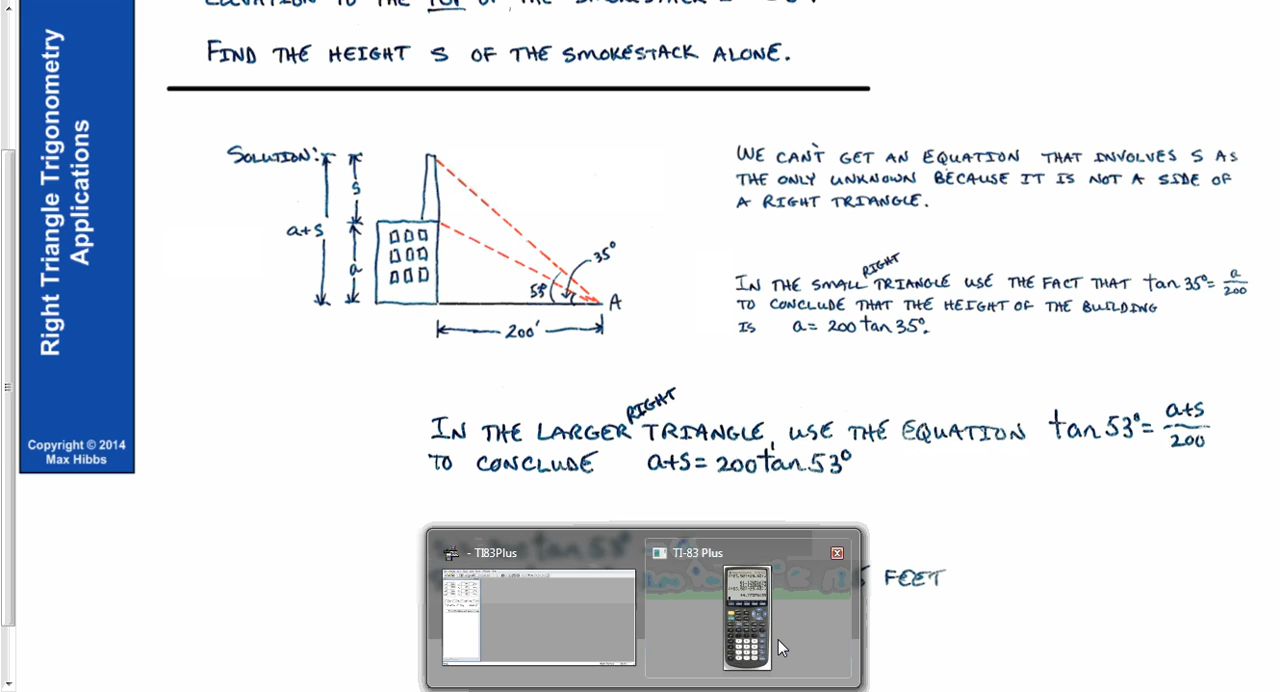 FIND THE HEIGHT S OF THE SMOKESTACK ALONE.
Right Triangle Trigonometry
Applications
Copyright © 2014
Max Hibbs
SOLUTION:
S
a+s
a
35°
53°
A
200'
WE CAN'T GET AN EQUATION THAT INVOLVES S AS
THE ONLY UNKNOWN BECAUSE IT IS NOT A SIDE OF
A RIGHT TRIANGLE.
IN THE SMALL RIGHT TRIANGLE USE THE FACT THAT tan 35° = a/200
TO CONCLUDE THAT THE HEIGHT OF THE BUILDING
IS a = 200 tan 35°.
IN THE LARGER RIGHT TRIANGLE, USE THE EQUATION tan 53° = a+s/200
TO CONCLUDE a+s = 200 tan 53°
- TI83Plus
TI-83 Plus
FEET